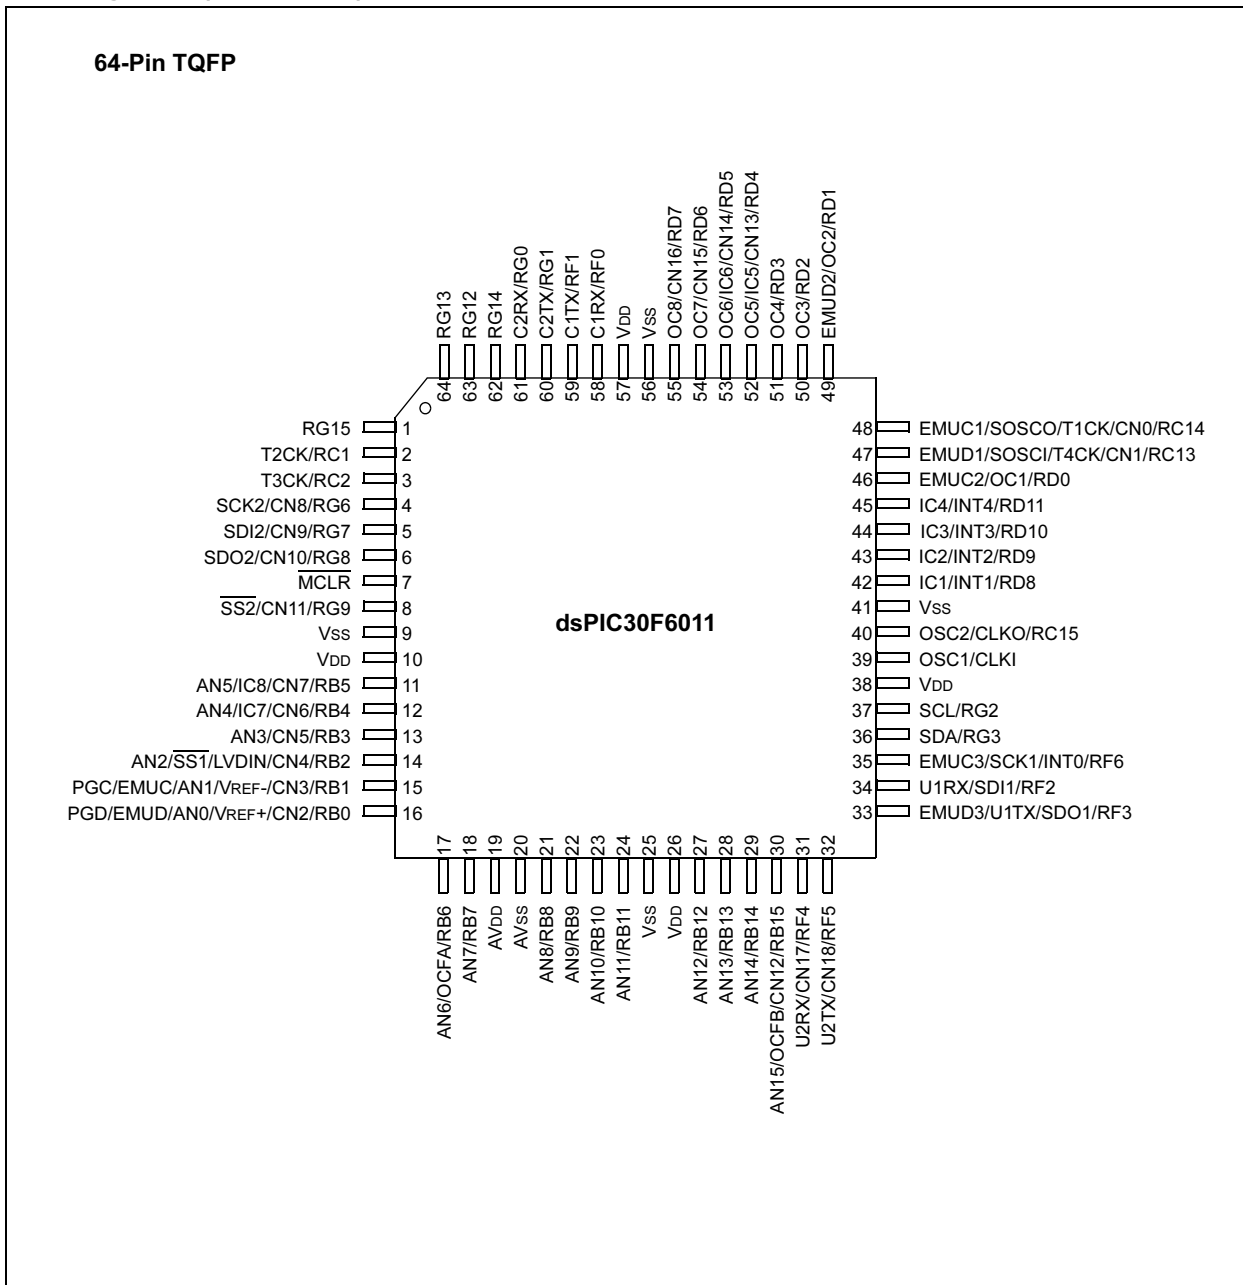 64-Pin TQFP
RG13
RG12
RG14
C2RX/RG0
C2TX/RG1
C1TX/RF1
C1RX/RF0
VDD
VSS
OC8/CN16/RD7
OC7/CN15/RD6
OC6/IC6/CN14/RD5
OC5/IC5/CN13/RD4
OC4/RD3
OC3/RD2
EMUD2/OC2/RD1
64 63 62 61 60 59 58 57 56 55 54 53 52 51 50 49
RG15 1
T2CK/RC1 2
T3CK/RC2 3
SCK2/CN8/RG6 4
SDI2/CN9/RG7 5
SDO2/CN10/RG8 6
MCLR 7
SS2/CN11/RG9 8
VSS 9
VDD 10
AN5/IC8/CN7/RB5 11
AN4/IC7/CN6/RB4 12
AN3/CN5/RB3 13
AN2/SS1/LVDIN/CN4/RB2 14
PGC/EMUC/AN1/VREF-/CN3/RB1 15
PGD/EMUD/AN0/VREF+/CN2/RB0 16
dsPIC30F6011
48 EMUC1/SOSCO/T1CK/CN0/RC14
47 EMUD1/SOSCI/T4CK/CN1/RC13
46 EMUC2/OC1/RD0
45 IC4/INT4/RD11
44 IC3/INT3/RD10
43 IC2/INT2/RD9
42 IC1/INT1/RD8
41 VSS
40 OSC2/CLKO/RC15
39 OSC1/CLKI
38 VDD
37 SCL/RG2
36 SDA/RG3
35 EMUC3/SCK1/INT0/RF6
34 U1RX/SDI1/RF2
33 EMUD3/U1TX/SDO1/RF3
17 18 19 20 21 22 23 24 25 26 27 28 29 30 31 32
AN6/OCFA/RB6
AN7/RB7
AVDD
AVSS
AN8/RB8
AN9/RB9
AN10/RB10
AN11/RB11
VSS
VDD
AN12/RB12
AN13/RB13
AN14/RB14
AN15/OCFB/CN12/RB15
U2RX/CN17/RF4
U2TX/CN18/RF5